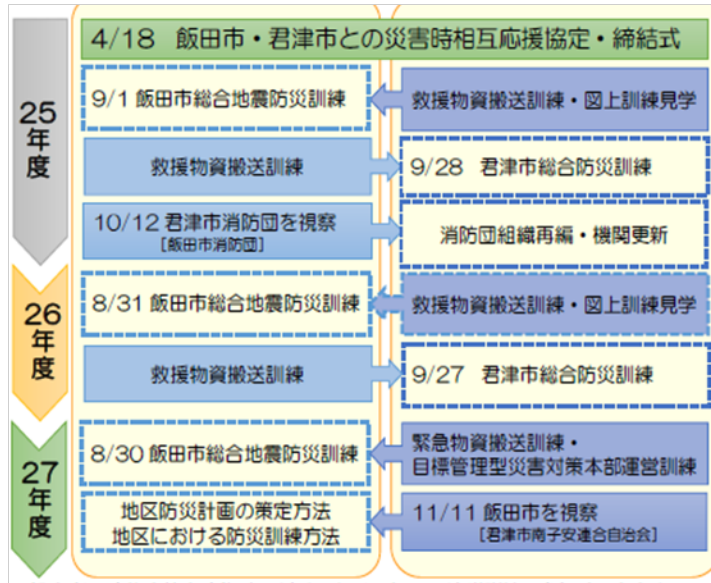 4/18 飯田市・君津市との災害時相互応援協定・締結式
25
年
度
9/1 飯田市総合地震防災訓練
救援物資搬送訓練・図上訓練見学
救援物資搬送訓練
9/28 君津市総合防災訓練
10/12 君津市消防団を視察
[飯田市消防団]
消防団組織再編・機関更新
26
年
度
8/31 飯田市総合地震防災訓練
救援物資搬送訓練・図上訓練見学
救援物資搬送訓練
9/27 君津市総合防災訓練
27
年
度
8/30 飯田市総合地震防災訓練
緊急物資搬送訓練・
目標管理型災害対策本部運営訓練
地区防災計画の策定方法
地区における防災訓練方法
11/11 飯田市を視察
[君津市南子安連合自治会]